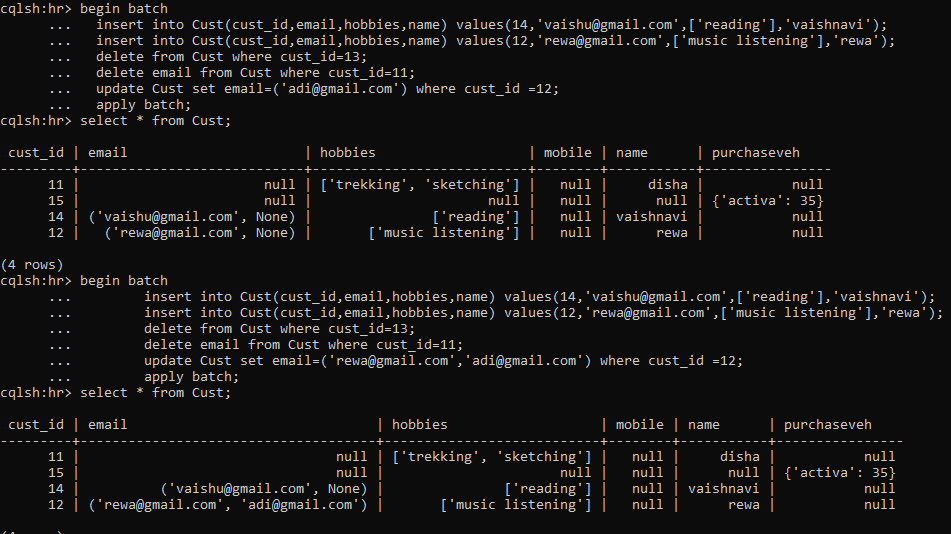 cqlsh:hr> begin batch
... insert into Cust(cust_id,email,hobbies,name) values(14,'vaishu@gmail.com',['reading'],'vaishnavi');
... insert into Cust(cust_id,email,hobbies,name) values(12,'rewa@gmail.com',['music listening'],'rewa');
... delete from Cust where cust_id=13;
... delete email from Cust where cust_id=11;
... update Cust set email=('adi@gmail.com') where cust_id =12;
... apply batch;
cqlsh:hr> select * from Cust;
cust_id | email | hobbies | mobile | name | purchaseveh
---------+---------------------------+---------------------------+--------+-----------+---------------
11 | null | ['trekking', 'sketching'] | null | disha | null
15 | null | null | null | null | {'activa': 35}
14 | ('vaishu@gmail.com', None) | ['reading'] | null | vaishnavi | null
12 | ('rewa@gmail.com', None) | ['music listening'] | null | rewa | null
(4 rows)
cqlsh:hr> begin batch
... insert into Cust(cust_id,email,hobbies,name) values(14,'vaishu@gmail.com',['reading'],'vaishnavi');
... insert into Cust(cust_id,email,hobbies,name) values(12,'rewa@gmail.com',['music listening'],'rewa');
... delete from Cust where cust_id=13;
... delete email from Cust where cust_id=11;
... update Cust set email=('rewa@gmail.com','adi@gmail.com') where cust_id =12;
... apply batch;
cqlsh:hr> select * from Cust;
cust_id | email | hobbies | mobile | name | purchaseveh
---------+------------------------------------+---------------------------+--------+-----------+---------------
11 | null | ['trekking', 'sketching'] | null | disha | null
15 | null | null | null | null | {'activa': 35}
14 | ('vaishu@gmail.com', None) | ['reading'] | null | vaishnavi | null
12 | ('rewa@gmail.com', 'adi@gmail.com') | ['music listening'] | null | rewa | null